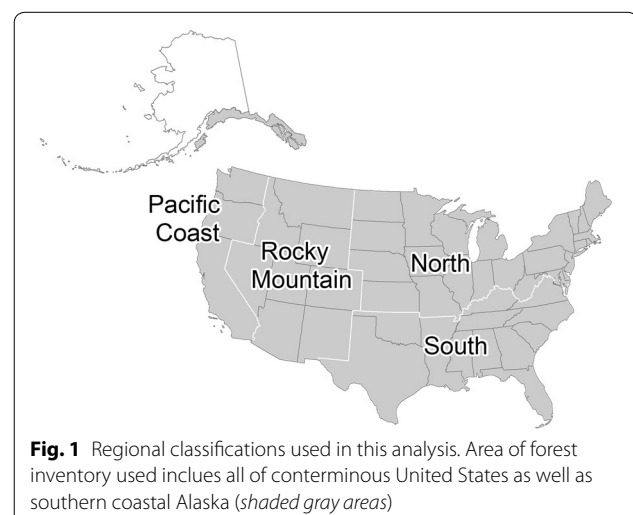 Pacific
Coast
Rocky
Mountain
North
South
Fig. 1 Regional classifications used in this analysis. Area of forest
inventory used inclues all of conterminous United States as well as
southern coastal Alaska (shaded gray areas)